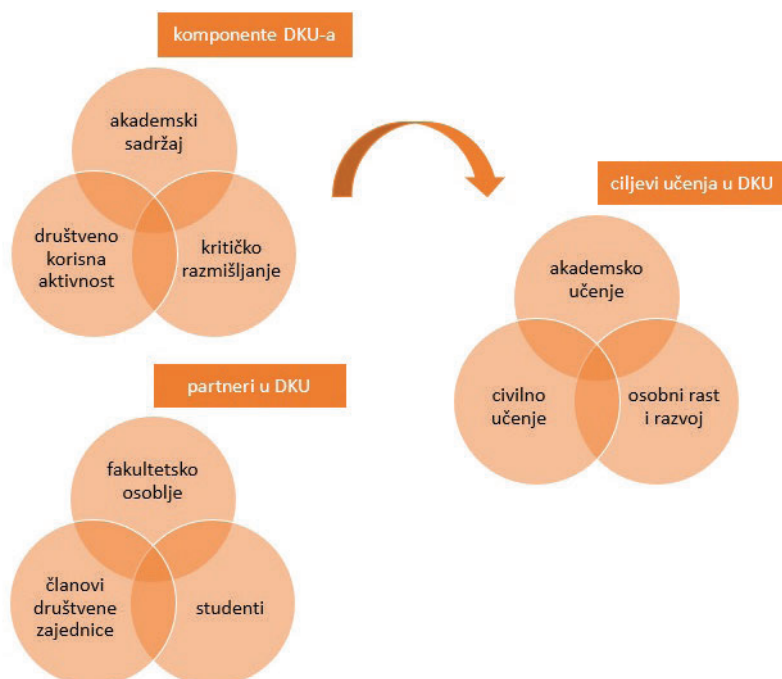 komponente DKU-a
akademski
sadržaj
društveno
korisna
aktivnost
kritičko
razmišljanje
ciljevi učenja u DKU
akademsko
učenje
civilno
učenje
osobni rast
i razvoj
partneri u DKU
fakultetsko
osoblje
članovi
društvene
zajednice
studenti